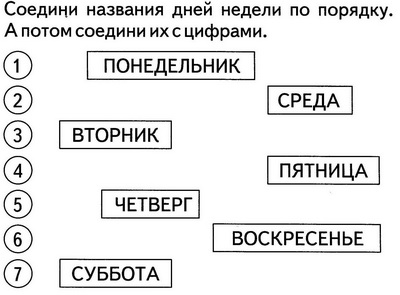 Соедини названия дней недели по порядку.
А потом соедини их с цифрами.
1 ПОНЕДЕЛЬНИК
2 СРЕДА
3 ВТОРНИК
4 ПЯТНИЦА
5 ЧЕТВЕРГ
6 ВОСКРЕСЕНЬЕ
7 СУББОТА